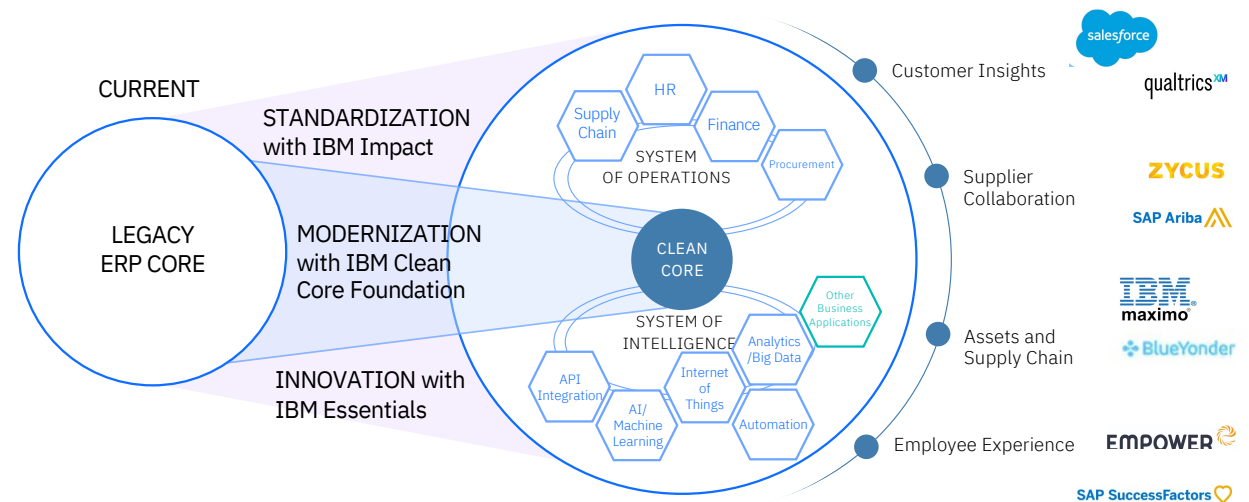 CURRENT
LEGACY
ERP CORE
STANDARDIZATION
with IBM Impact
MODERNIZATION
with IBM Clean
Core Foundation
INNOVATION with
IBM Essentials
HR
Supply
Chain
Finance
Procurement
SYSTEM
OF OPERATIONS
CLEAN
CORE
SYSTEM OF
INTELLIGENCE
Other
Business
Applications
Analytics
/Big Data
API
Integration
Internet
of
Things
AI/
Machine
Learning
Automation
Customer Insights
salesforce
qualtrics XM
Supplier
Collaboration
ZYCUS
SAP Ariba
Assets and
Supply Chain
IBM®
maximo®
BlueYonder
Employee Experience
EMPOWER
SAP SuccessFactors